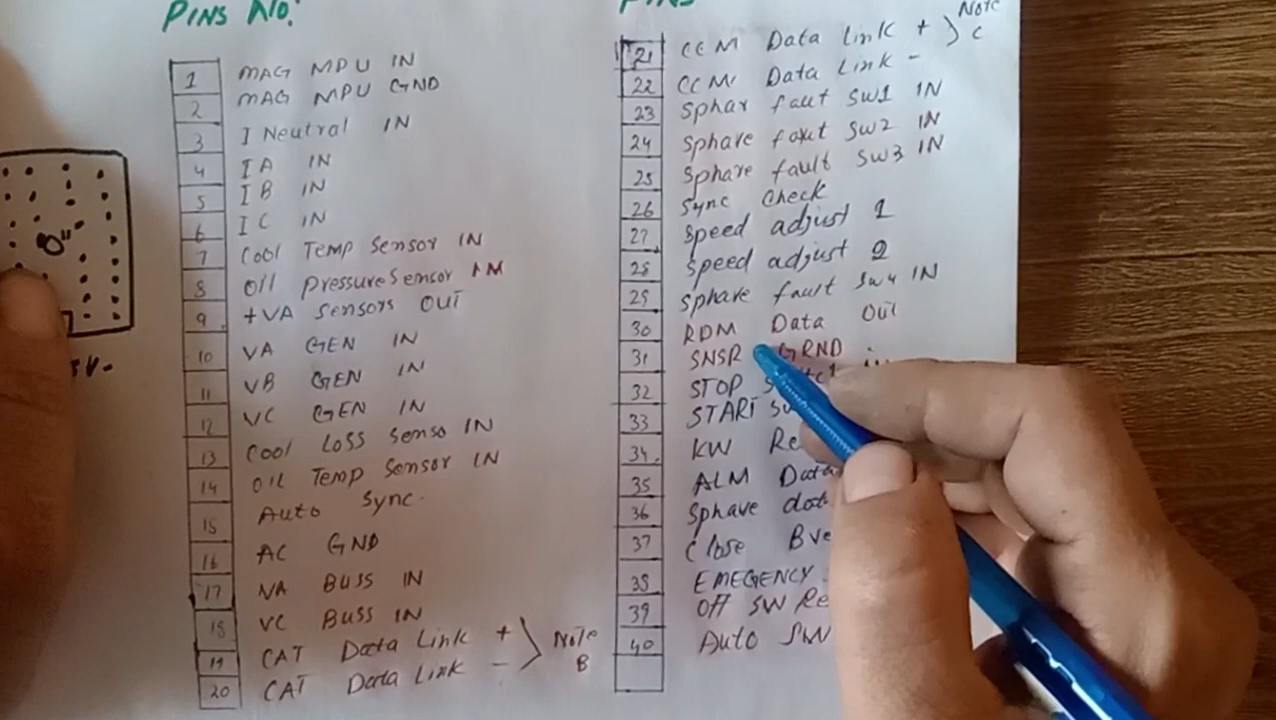 PINS No:
1 MAG MPU IN
2 MAG MPU GND
3 I Neutral IN
4 IA IN
5 IB IN
6 IC IN
7 Cool Temp Sensor IN
8 OIL Pressure Sensor
9 +VA Sensors OUT
10 VA GEN IN
11 VB GEN IN
12 VC GEN IN
13 Cool Loss Senso IN
14 OIL Temp Sensor IN
15 Auto Sync.
16 AC GND
17 VA BUSS IN
18 VC BUSS IN
19 CAT Data Link +
20 CAT Data Link -
Note B
PINS
21 CCM Data Link +
22 CCM Data Link -
Note C
23 Sphar faut SW1 IN
24 Sphare faut SW2 IN
25 Sphare fault SW3 IN
26 Sync Check
27 Speed adjust 1
28 Speed adjust 2
29 Sphare fault SW4 IN
30 RDM Data Out
31 SNSR GRND
32 STOP
33 START
34 KW
35 ALM Data
36 Sphare
37 Close
38 EMEGENCY
39 Off SW
40 Auto SW